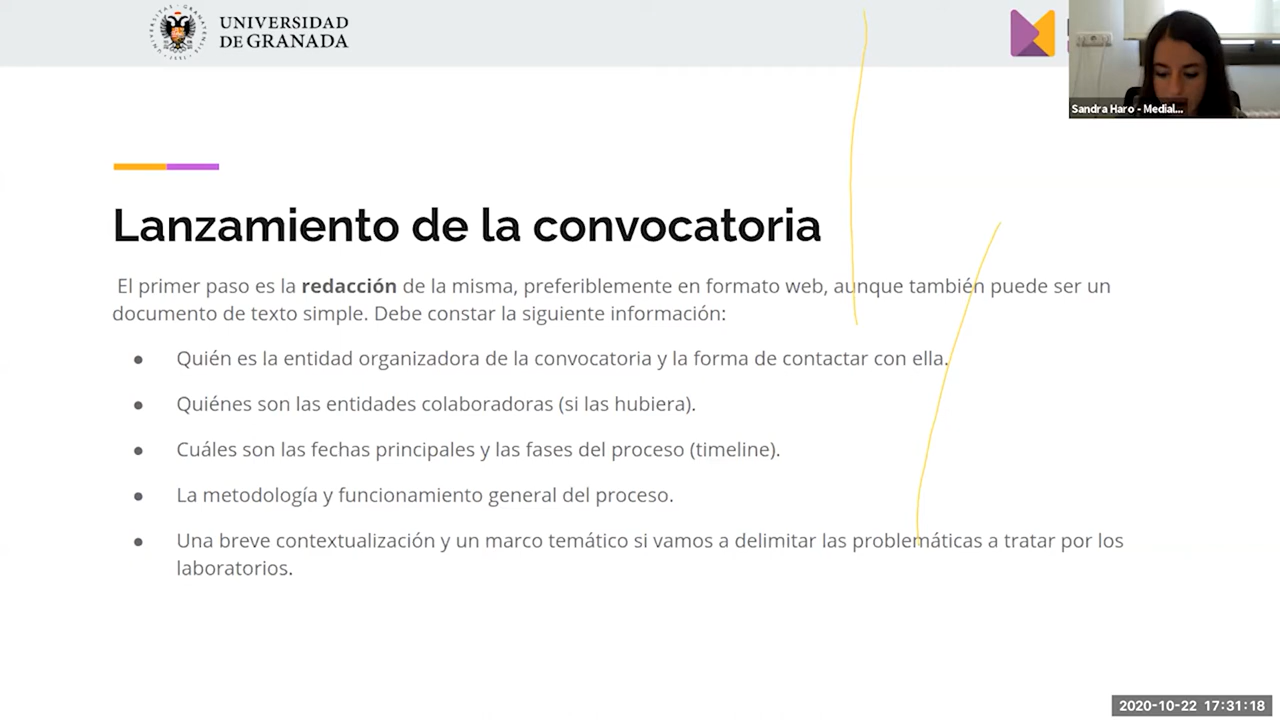 UNIVERSIDAD
DE GRANADA
Sandra Haro - Medial...
Lanzamiento de la convocatoria
El primer paso es la redacción de la misma, preferiblemente en formato web, aunque también puede ser un
documento de texto simple. Debe constar la siguiente información:
● Quién es la entidad organizadora de la convocatoria y la forma de contactar con ella.
● Quiénes son las entidades colaboradoras (si las hubiera).
● Cuáles son las fechas principales y las fases del proceso (timeline).
● La metodología y funcionamiento general del proceso.
● Una breve contextualización y un marco temático si vamos a delimitar las problemáticas a tratar por los
laboratorios.
2020-10-22 17:31:18